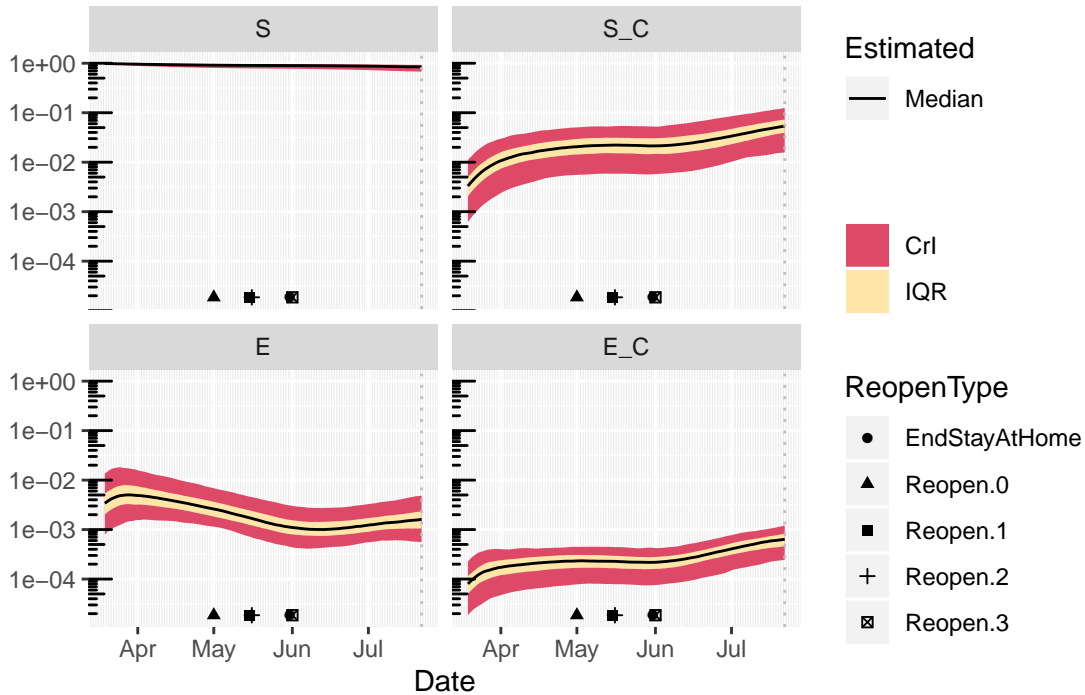 S
S_C
1e+00
1e−01
1e−02
1e−03
1e−04
E
E_C
1e+00
1e−01
1e−02
1e−03
1e−04
Apr May Jun Jul
Apr May Jun Jul
Date
Estimated
Median
CrI
IQR
ReopenType
EndStayAtHome
Reopen.0
Reopen.1
Reopen.2
Reopen.3